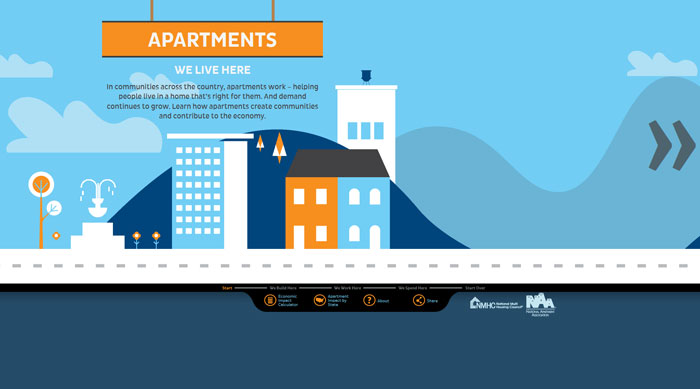 APARTMENTS
WE LIVE HERE
In communities across the country, apartments work - helping
people live in a home that's right for them. And demand
continues to grow. Learn how apartments create communities
and contribute to the economy.
Start We Build Here We Work Here We Spend Here Start Over
Economic
Impact
Calculator
Apartment
Impact by
State
About
Share
NMHC National Multi
Housing Council
NAA
National Apartment
Association